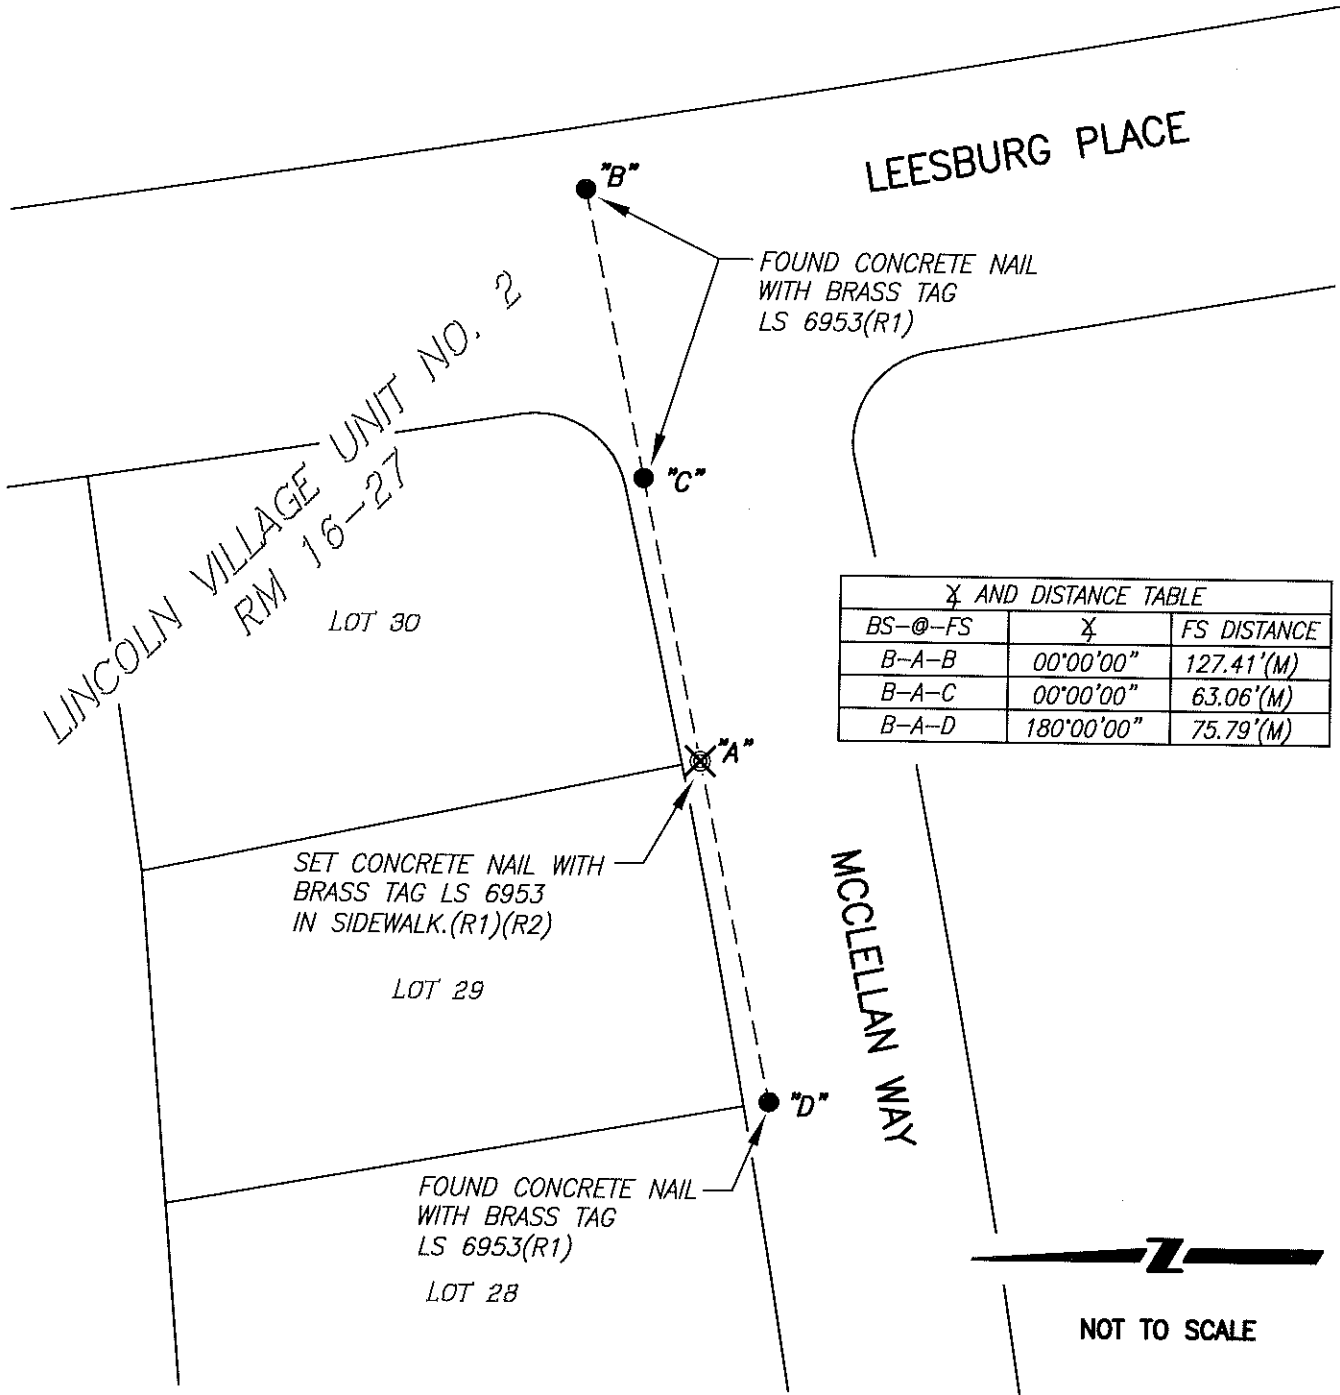 LEESBURG PLACE
"B"
FOUND CONCRETE NAIL
WITH BRASS TAG
LS 6953(R1)
LINCOLN VILLAGE UNIT NO. 2
RM 16-27
"C"
LOT 30
∡ AND DISTANCE TABLE
BS-@-FS ∡ FS DISTANCE
B-A-B 00°00'00" 127.41'(M)
B-A-C 00°00'00" 63.06'(M)
B-A-D 180°00'00" 75.79'(M)
"A"
SET CONCRETE NAIL WITH
BRASS TAG LS 6953
IN SIDEWALK.(R1)(R2)
MCCLELLAN WAY
LOT 29
"D"
FOUND CONCRETE NAIL
WITH BRASS TAG
LS 6953(R1)
LOT 28
Z
NOT TO SCALE